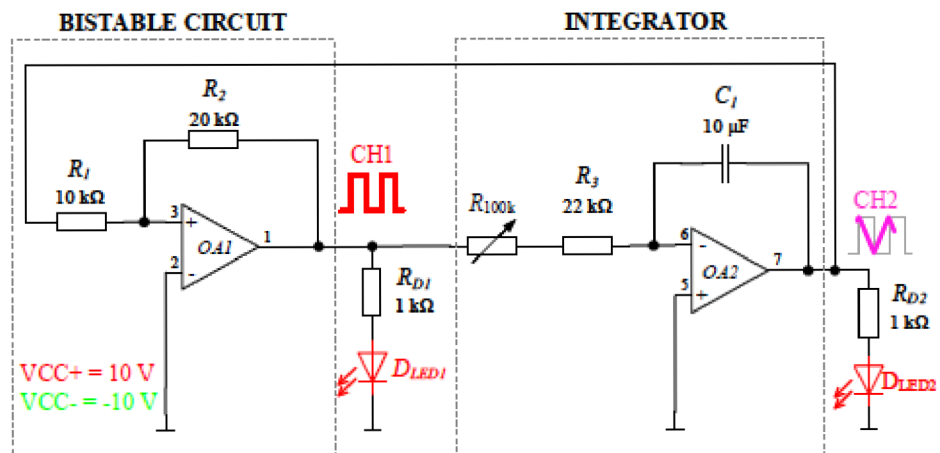 BISTABLE CIRCUIT
INTEGRATOR
R2
20 kΩ
C1
10 µF
CH1
R1
10 kΩ
R100k
R3
22 kΩ
CH2
3
+
OA1
1
2
-
6
-
OA2
7
5
+
RD1
1 kΩ
RD2
1 kΩ
VCC+ = 10 V
VCC- = -10 V
DLED1
DLED2